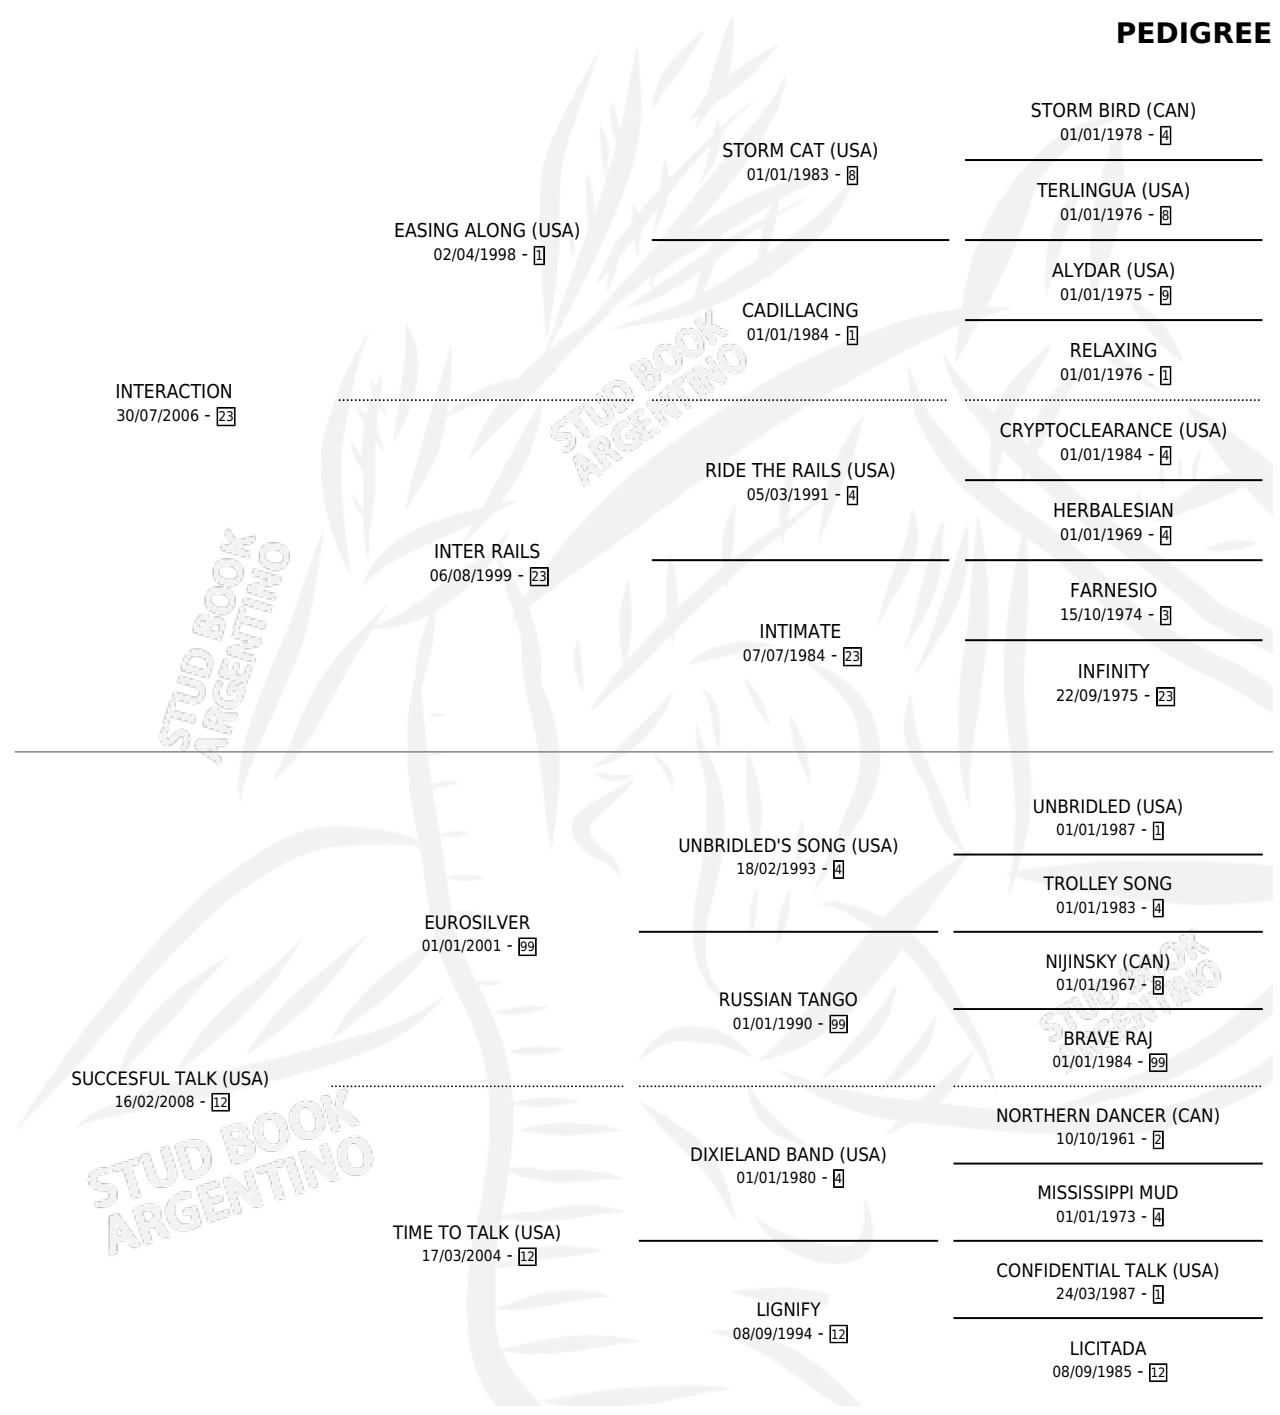 PEDIGREE
STORM BIRD (CAN)
01/01/1978 - 4
STORM CAT (USA)
01/01/1983 - 8
TERLINGUA (USA)
01/01/1976 - 8
EASING ALONG (USA)
02/04/1998 - 1
ALYDAR (USA)
01/01/1975 - 9
CADILLACING
01/01/1984 - 1
RELAXING
01/01/1976 - 1
INTERACTION
30/07/2006 - 23
CRYPTOCLEARANCE (USA)
01/01/1984 - 4
RIDE THE RAILS (USA)
05/03/1991 - 4
HERBALESIAN
01/01/1969 - 4
INTER RAILS
06/08/1999 - 23
FARNESIO
15/10/1974 - 3
INTIMATE
07/07/1984 - 23
INFINITY
22/09/1975 - 23
UNBRIDLED (USA)
01/01/1987 - 1
UNBRIDLED'S SONG (USA)
18/02/1993 - 4
TROLLEY SONG
01/01/1983 - 4
EUROSILVER
01/01/2001 - 99
NIJINSKY (CAN)
01/01/1967 - 8
RUSSIAN TANGO
01/01/1990 - 99
BRAVE RAJ
01/01/1984 - 99
SUCCESFUL TALK (USA)
16/02/2008 - 12
NORTHERN DANCER (CAN)
10/10/1961 - 2
DIXIELAND BAND (USA)
01/01/1980 - 4
MISSISSIPPI MUD
01/01/1973 - 4
TIME TO TALK (USA)
17/03/2004 - 12
CONFIDENTIAL TALK (USA)
24/03/1987 - 1
LIGNIFY
08/09/1994 - 12
LICITADA
08/09/1985 - 12
STUD BOOK
ARGENTINO
STUD BOOK
ARGENTINO
STUD BOOK
ARGENTINO
STUD BOOK
ARGENTINO